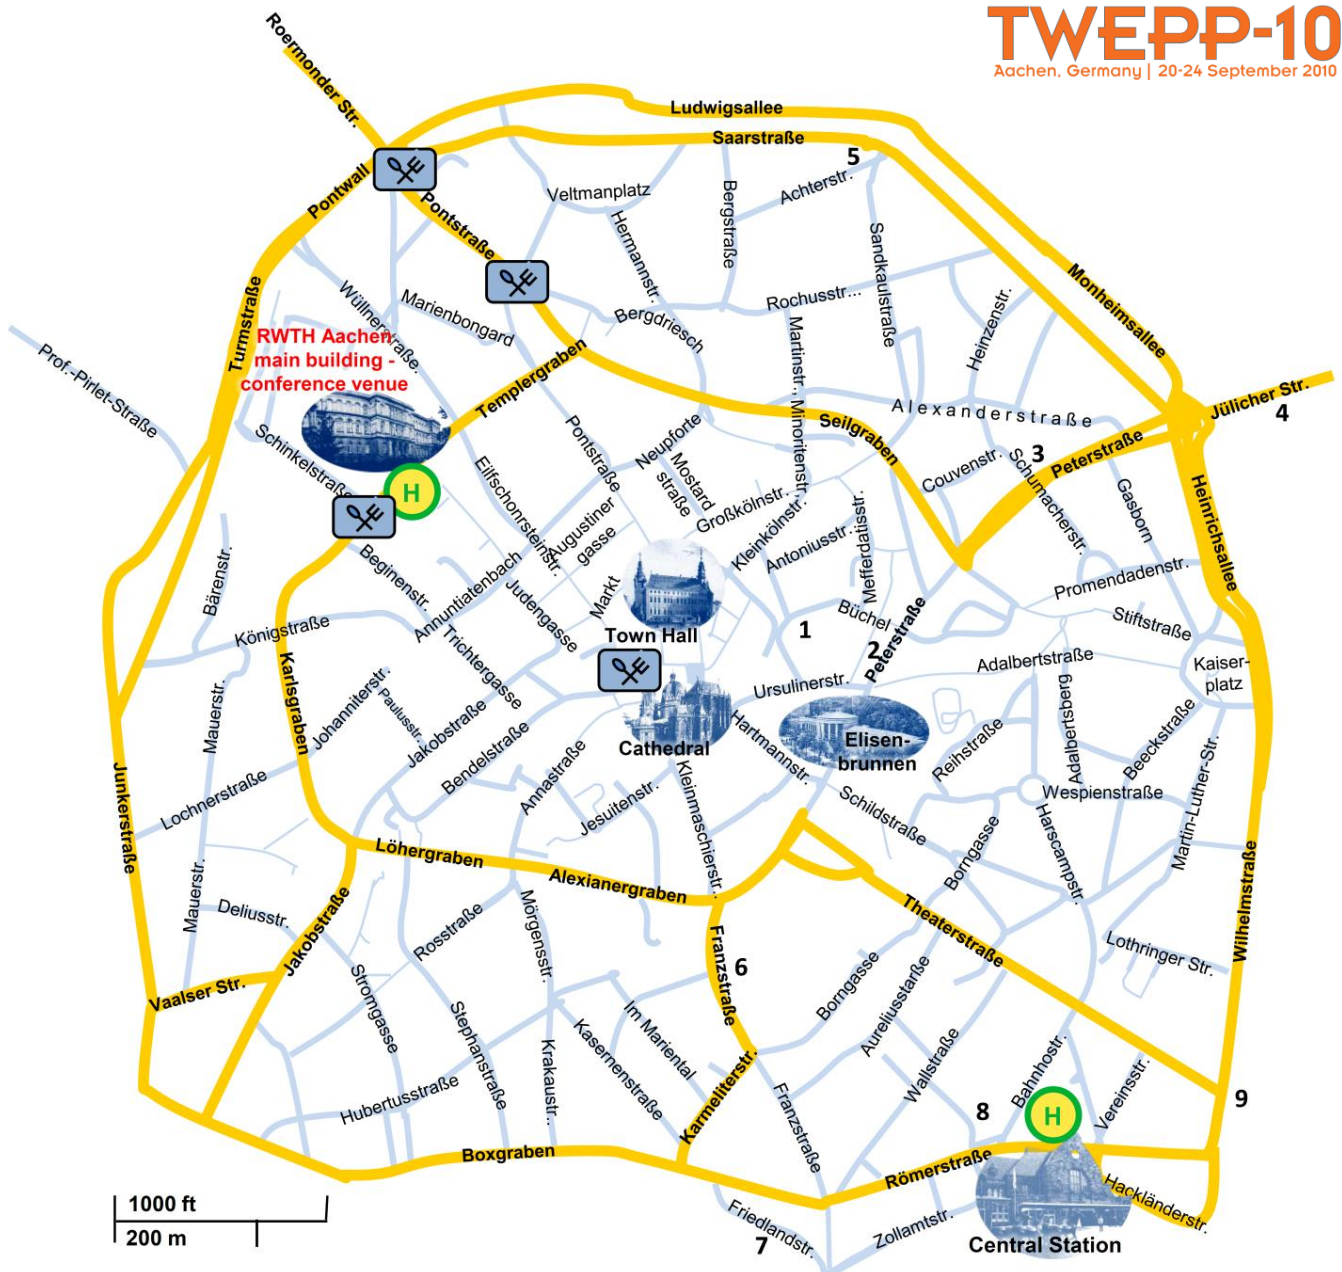 TWEPP-10
Aachen, Germany | 20-24 September 2010
Roermonder Str.
Ludwigsallee
Saarstraße
5
Pontwall
Pontstraße
Veltmanplatz
Bergstraße
Achterstr.
Hermannstr.
Sandkaulstraße
Monheimsallee
Turmstraße
Wüllnerstraße.
Marienbongard
Bergdriesch
Rochusstr...
Heinzenstr.
RWTH Aachen
main building -
conference venue
Prof.-Pirlet-Straße
Templergraben
Martinstr.
Minoritenstr.
Alexanderstraße
Jülicher Str.
4
Seilgraben
Schinkelstraße
Pontstraße
Neupforte
Mostard
straße
3
Peterstraße
Couvenstr.
Schumacherstr.
Gasborn
Heinrichsallee
H
Eilfschornsteinstr.
Augustiner
gasse
Großkölnstr.
Kleinkölnstr.
Antoniusstr..
Mefferdatisstr.
Bärenstr.
Beginenstr.
Annuntiatenbach
Judengasse
Markt
Promendadenstr.
Stiftstraße
Büchel
Königstraße
Town Hall
1
2
Peterstraße
Trichtergasse
Adalbertstraße
Kaiser-
platz
Karlsgraben
Johanniterstr.
Paulusstr.
Jakobstraße
Ursulinerstr.
Adalbertsberg
Mauerstr.
Bendelstraße
Cathedral
Hartmannstr.
Elisen-
brunnen
Reihstraße
Beeckstraße
Martin-Luther-Str.
Junkerstraße
Lochnerstraße
Annastraße
Jesuitenstr.
Kleinmaschierstr..
Schildstraße
Wespienstraße
Harscampstr.
Löhergraben
Alexianergraben
Borngasse
Mauerstr.
Deliusstr.
Jakobstraße
Rosstraße
Mörgensstr.
Franzstraße
6
Theaterstraße
Lothringer Str.
Wilhelmstraße
Vaalser Str.
Stromgasse
Stephanstraße
Im Mariental
Borngasse
Aureliusstarße
Krakaustr..
Kasernenstraße
Karmeliterstr.
Wallstraße
Bahnhostr.
Vereinsstr.
Hubertusstraße
Franzstraße
8
H
9
Boxgraben
Römerstraße
Hackländerstr.
1000 ft
200 m
Friedlandstr.
7
Zollamtstr.
Central Station